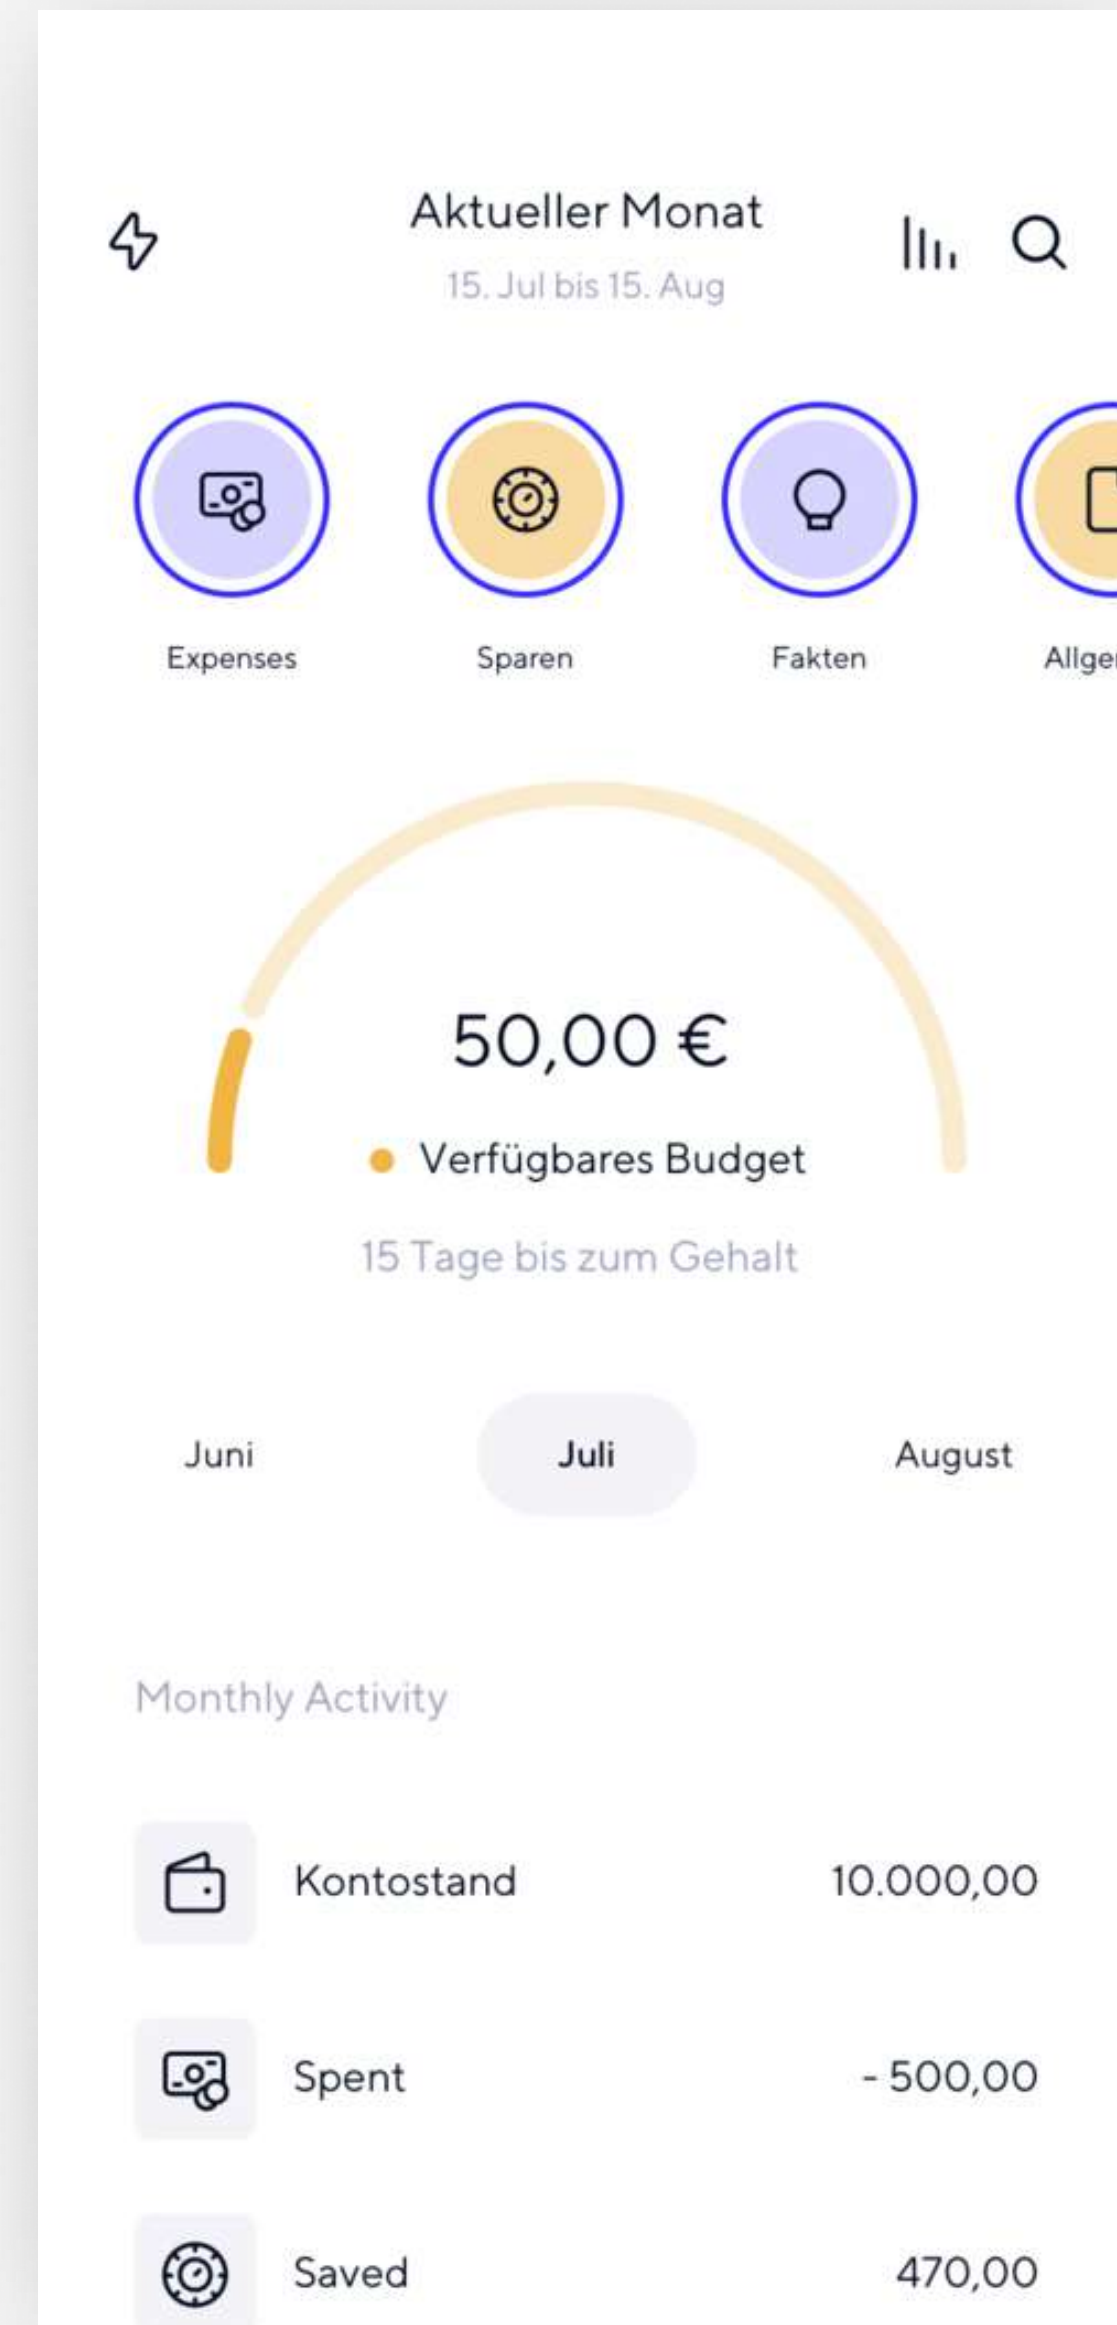 Aktueller Monat
15. Jul bis 15. Aug
Expenses
Sparen
Fakten
50,00 €
Verfügbares Budget
15 Tage bis zum Gehalt
Juni
Juli
August
Monthly Activity
Kontostand 10.000,00
Spent - 500,00
Saved 470,00